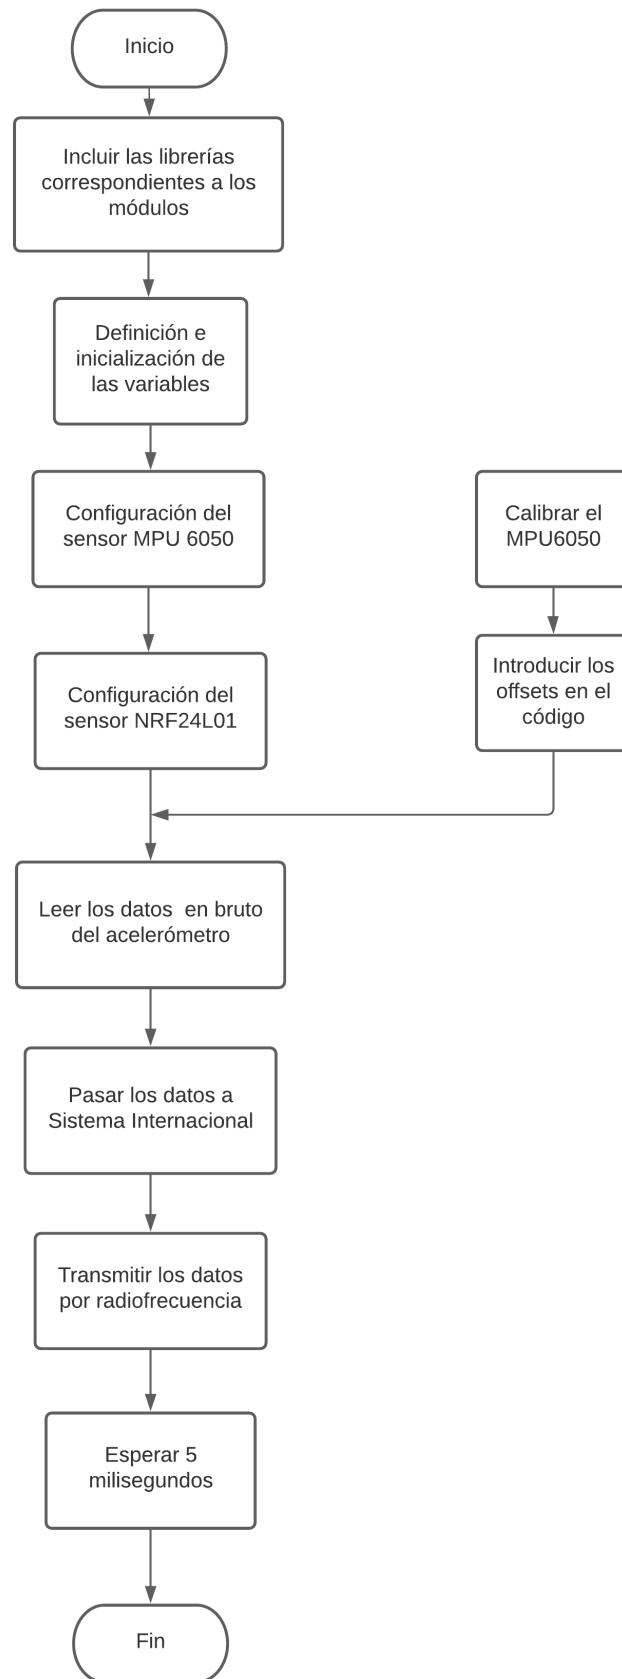 Inicio
Incluir las librerías
correspondientes a los
módulos
Definición e
inicialización de
las variables
Configuración del
sensor MPU 6050
Calibrar el
MPU6050
Configuración del
sensor NRF24L01
Introducir los
offsets en el
código
Leer los datos  en bruto
del acelerómetro
Pasar los datos a
Sistema Internacional
Transmitir los datos
por radiofrecuencia
Esperar 5
milisegundos
Fin